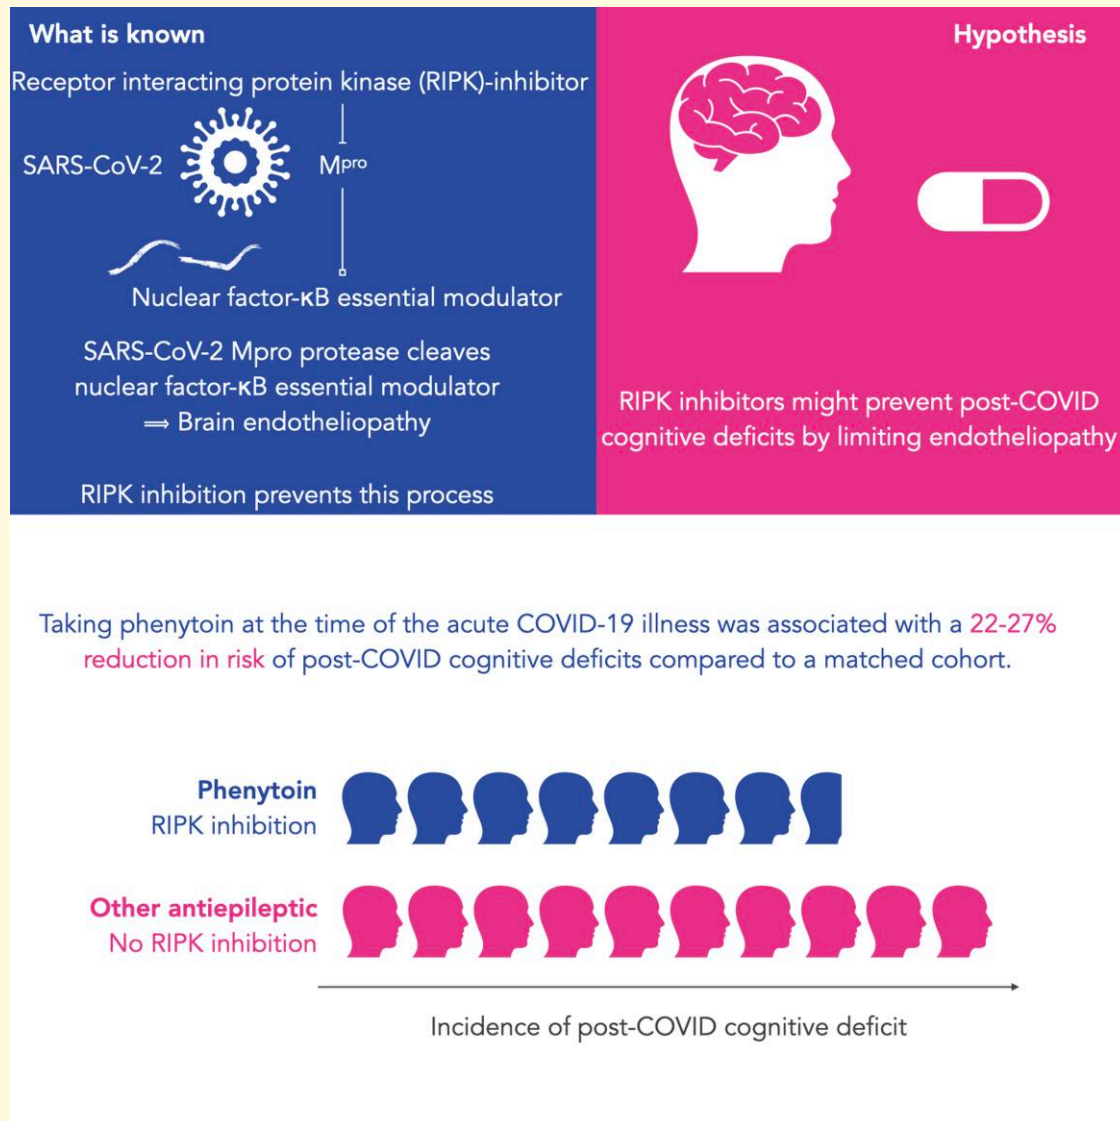 What is known
Receptor interacting protein kinase (RIPK)-inhibitor
SARS-CoV-2
Mpro
Nuclear factor-κB essential modulator
SARS-CoV-2 Mpro protease cleaves
nuclear factor-κB essential modulator
⟹ Brain endotheliopathy
RIPK inhibition prevents this process
Hypothesis
RIPK inhibitors might prevent post-COVID
cognitive deficits by limiting endotheliopathy
Taking phenytoin at the time of the acute COVID-19 illness was associated with a 22-27%
reduction in risk of post-COVID cognitive deficits compared to a matched cohort.
Phenytoin
RIPK inhibition
Other antiepileptic
No RIPK inhibition
Incidence of post-COVID cognitive deficit